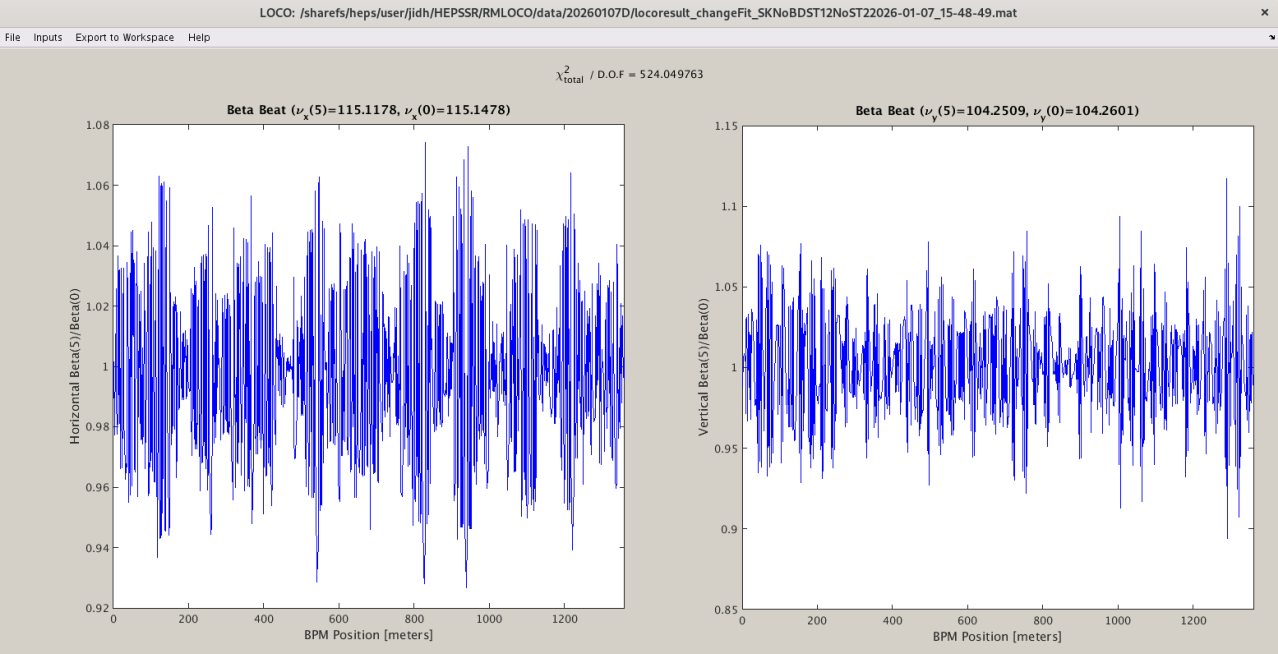 LOCO: /sharefs/heps/user/jidh/HEPSSR/RMLOCO/data/20260107D/locoresult_changeFit_SKNoBDST12NoST22026-01-07_15-48-49.mat
File Inputs Export to Workspace Help
χ²total / D.O.F = 524.049763
Beta Beat (νx(5)=115.1178, νx(0)=115.1478)
1.08
1.06
1.04
1.02
1
0.98
0.96
0.94
0.92
Horizontal Beta(5)/Beta(0)
0 200 400 600 800 1000 1200
BPM Position [meters]
Beta Beat (νy(5)=104.2509, νy(0)=104.2601)
1.15
1.1
1.05
1
0.95
0.9
0.85
Vertical Beta(5)/Beta(0)
0 200 400 600 800 1000 1200
BPM Position [meters]